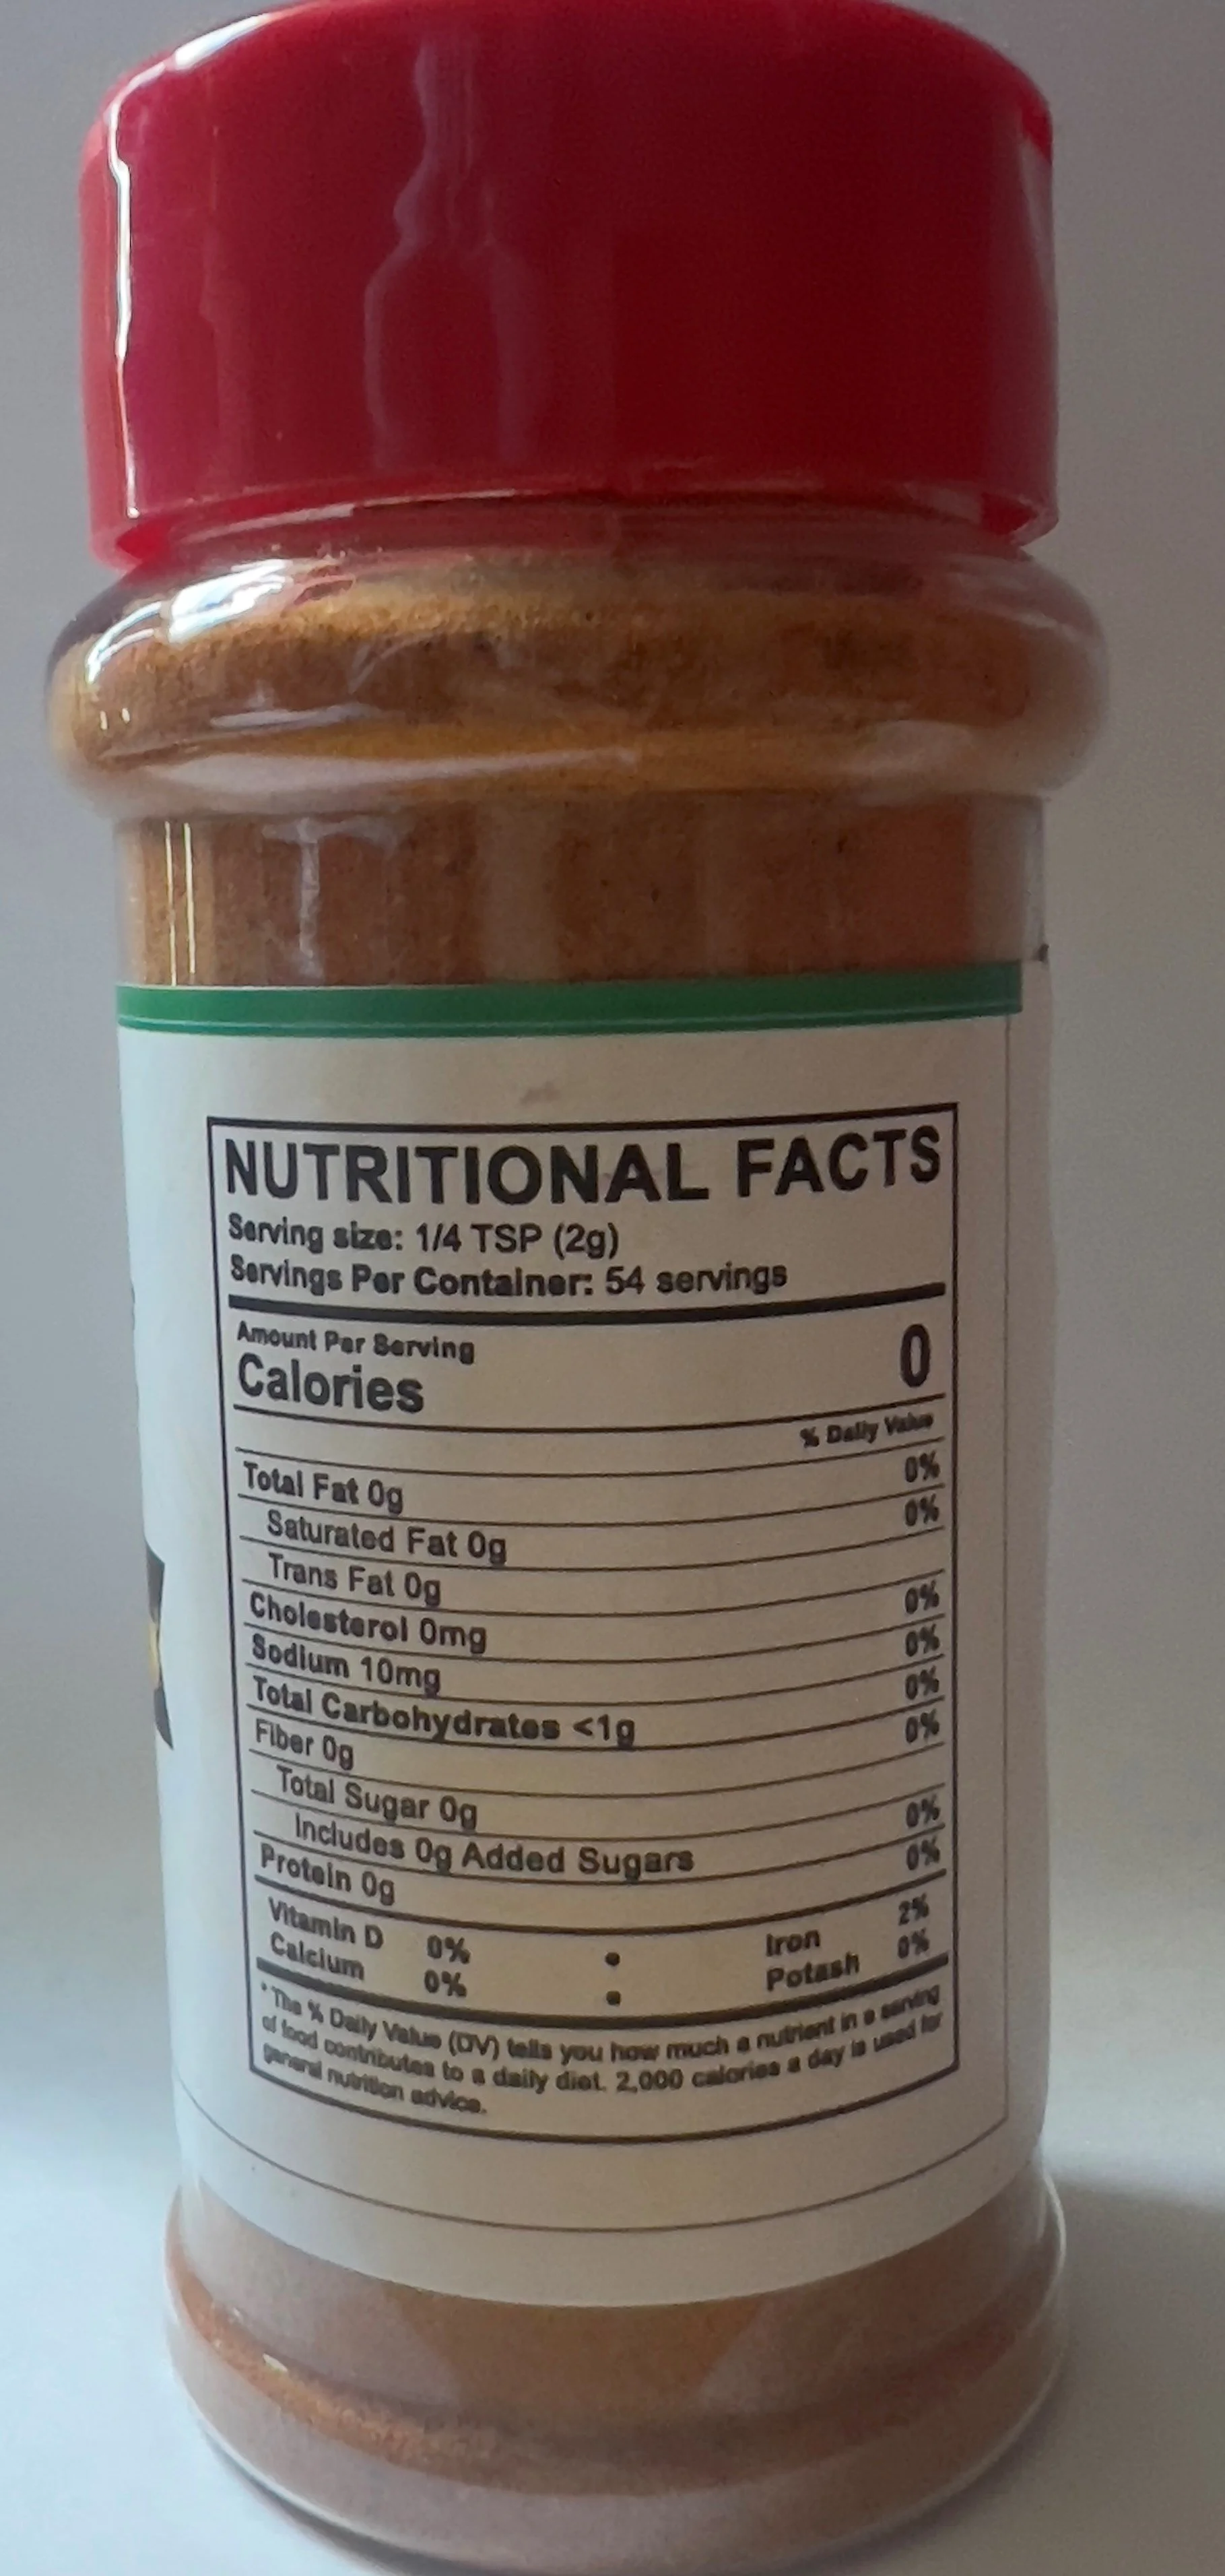 NUTRITIONAL FACTS
Serving size: 1/4 TSP (2g)
Servings Per Container: 54 servings
Amount Per Serving
Calories 0
% Daily Value
Total Fat 0g 0%
Saturated Fat 0g 0%
Trans Fat 0g
Cholesterol 0mg 0%
Sodium 10mg 0%
Total Carbohydrates <1g 0%
Fiber 0g 0%
Total Sugar 0g
Includes 0g Added Sugars 0%
Protein 0g 0%
Vitamin D 0% • Iron 2%
Calcium 0% • Potash 0%
* The % Daily Value (DV) tells you how much a nutrient in a serving
of food contributes to a daily diet. 2,000 calories a day is used for
general nutrition advice.